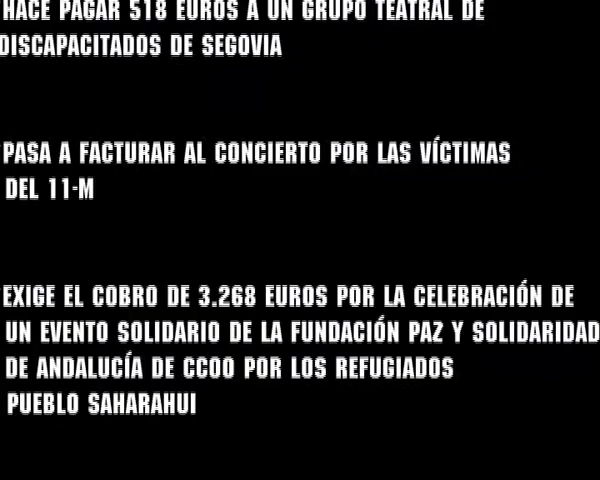 HACE PAGAR 518 EUROS A UN GRUPO TEATRAL DE
DISCAPACITADOS DE SEGOVIA
PASA A FACTURAR AL CONCIERTO POR LAS VÍCTIMAS
DEL 11-M
EXIGE EL COBRO DE 3.268 EUROS POR LA CELEBRACIÓN DE
UN EVENTO SOLIDARIO DE LA FUNDACIÓN PAZ Y SOLIDARIDAD
DE ANDALUCÍA DE CCOO POR LOS REFUGIADOS
PUEBLO SAHARAHUI